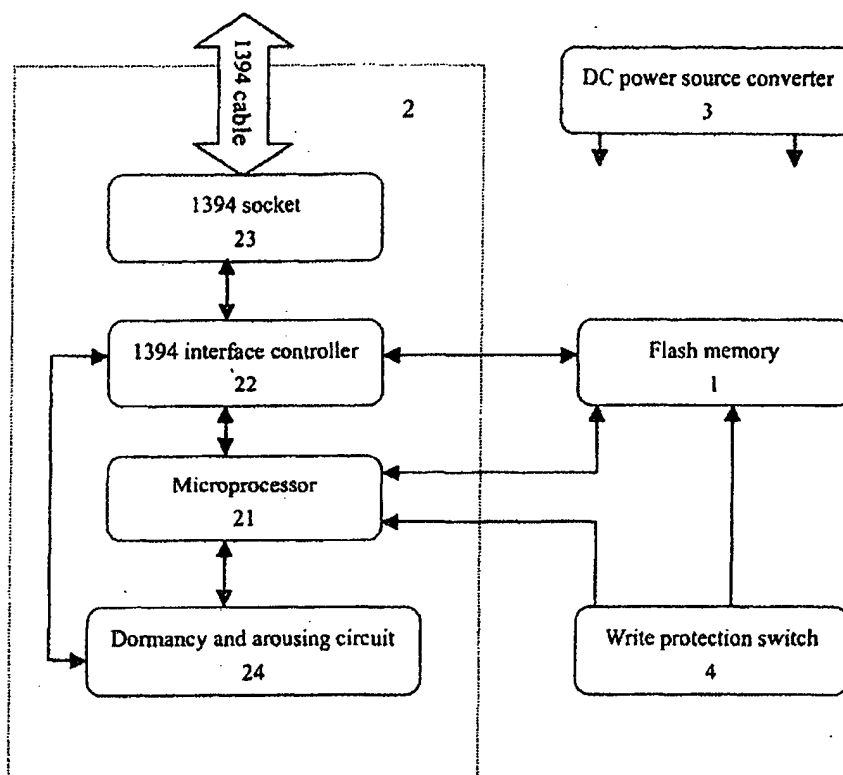 1394 cable
2
DC power source converter
3
1394 socket
23
1394 interface controller
22
Flash memory
1
Microprocessor
21
Dormancy and arousing circuit
24
Write protection switch
4